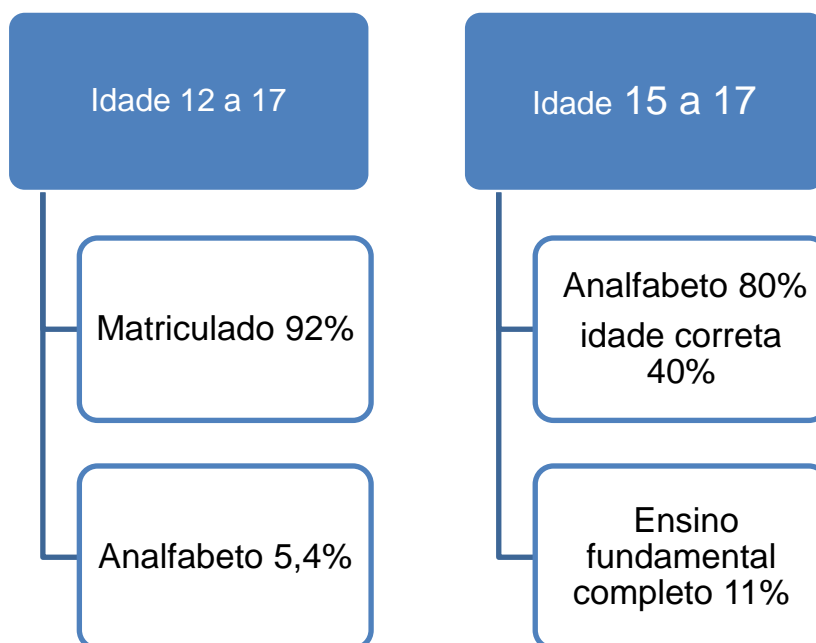 Idade 12 a 17
Matriculado 92%
Analfabeto 5,4%
Idade 15 a 17
Analfabeto 80%
idade correta
40%
Ensino
fundamental
completo 11%